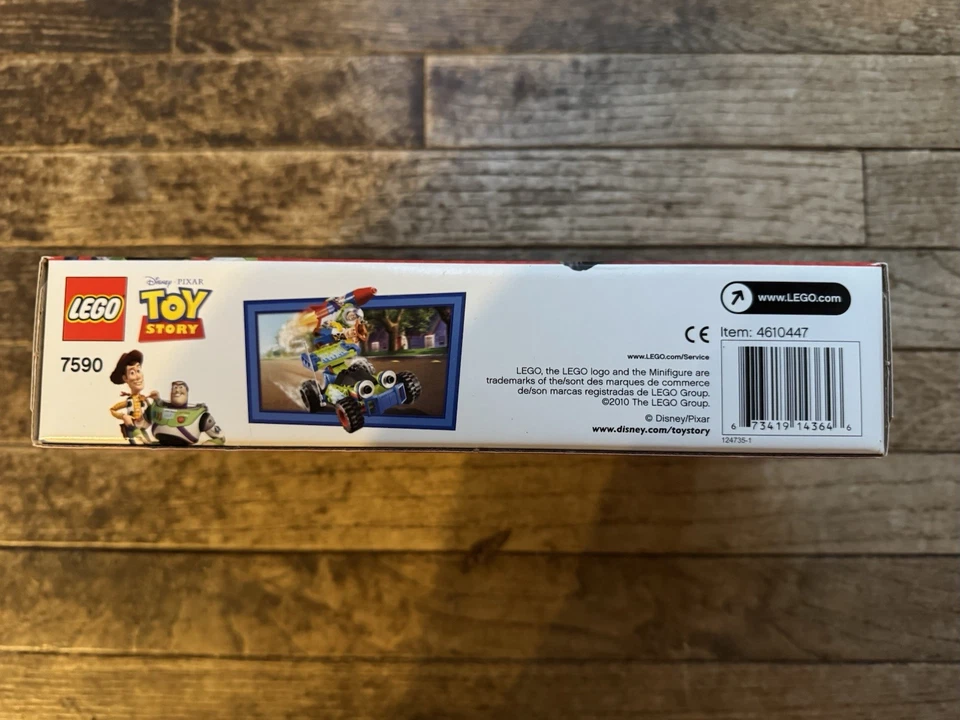 LEGO
Disney · PIXAR
TOY
STORY
7590
www.LEGO.com
CE Item: 4610447
www.LEGO.com/Service
LEGO, the LEGO logo and the Minifigure are
trademarks of the/sont des marques de commerce
de/son marcas registradas de LEGO Group.
©2010 The LEGO Group.
© Disney/Pixar
www.disney.com/toystory
6 73419 14364 6
124735-1